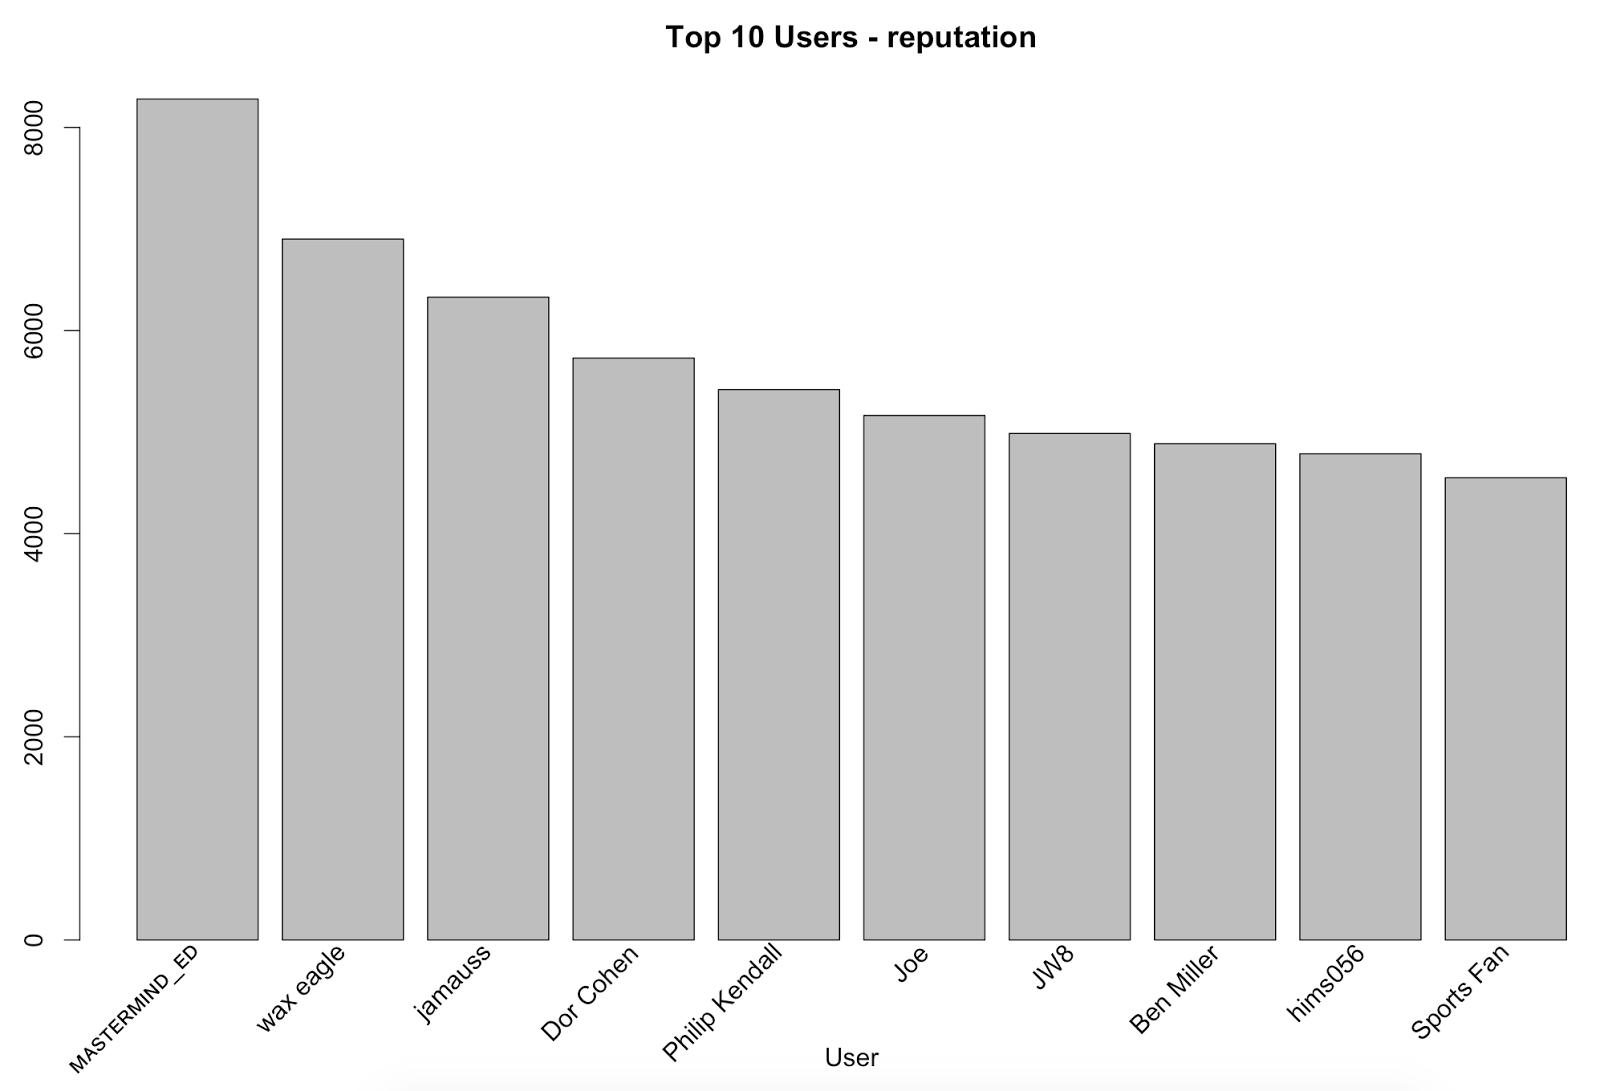 Top 10 Users - reputation
8000
6000
4000
2000
0
ᴍᴀsᴛᴇʀᴍɪɴᴅ_ᴇᴅ
wax eagle
jamauss
Dor Cohen
Philip Kendall
Joe
JW8
Ben Miller
hims056
Sports Fan
User